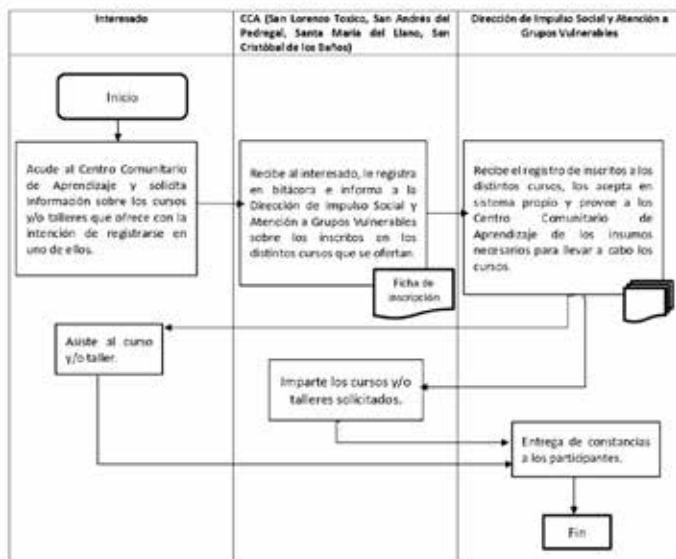 Interesado
CCA (San Lorenzo Toxico, San Andrés del
Pedregal, Santa María del Llano, San
Cristóbal de los Baños)
Dirección de Impulso Social y Atención a
Grupos Vulnerables
Inicio
Acude al Centro Comunitario
de Aprendizaje y solicita
información sobre los cursos
y/o talleres que ofrece con la
intención de registrarse en
uno de ellos.
Recibe al interesado, le registra
en bitácora e informa a la
Dirección de Impulso Social y
Atención a Grupos Vulnerables
sobre los inscritos en los
distintos cursos que se ofertan.
Ficha de
inscripción
Recibe el registro de inscritos a los
distintos cursos, los acepta en
sistema propio y provee a los
Centro Comunitario de
Aprendizaje de los insumos
necesarios para llevar a cabo los
cursos.
Asiste al curso
y/o taller.
Imparte los cursos y/o
talleres solicitados.
Entrega de constancias
a los participantes.
Fin